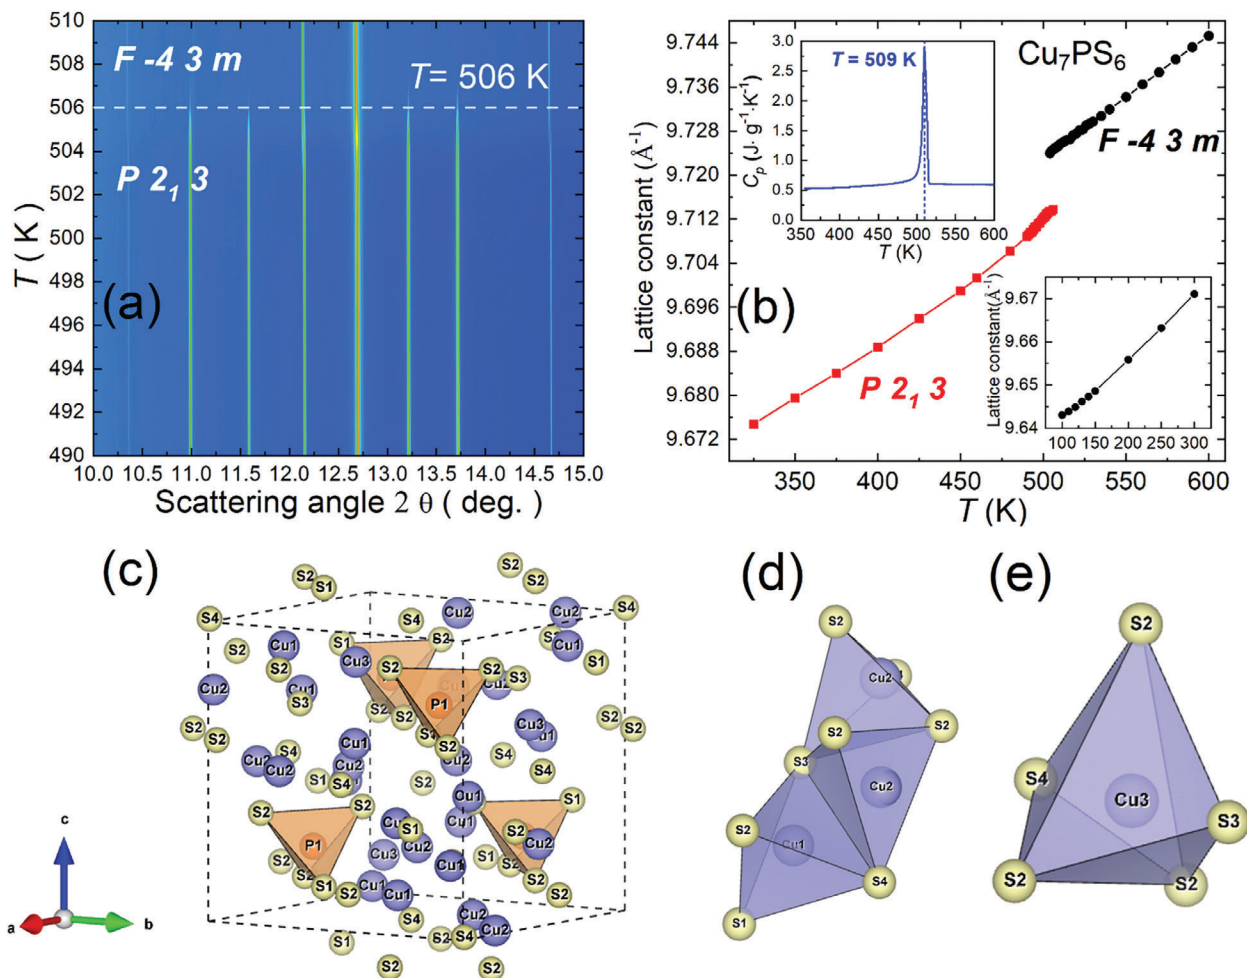 510
508
506
504
502
500
498
496
494
492
490
T ( K )
F -4 3 m
T= 506 K
P 2₁ 3
(a)
10.0 10.5 11.0 11.5 12.0 12.5 13.0 13.5 14.0 14.5 15.0
Scattering angle 2 θ ( deg. )
9.744
9.736
9.728
9.720
9.712
9.704
9.696
9.688
9.680
9.672
Lattice constant (Å⁻¹)
Cu₇PS₆
F -4 3 m
(b)
P 2₁ 3
350 400 450 500 550 600
T (K)
3.0
2.5
2.0
1.5
1.0
0.5
0.0
Cₚ (J· g⁻¹·K⁻¹)
T = 509 K
350 400 450 500 550 600
T (K)
9.67
9.66
9.65
9.64
Lattice constant(Å⁻¹)
100 150 200 250 300
(c)
S2
S1
S2
S2
S4
Cu2
S4
Cu2
S4
S2
Cu1
S1
S2
Cu1
S1
S2
Cu3
S2
S2
S3
Cu2
Cu2
Cu1
S3
P1
S2
S2
S2
S2
S1
S2
Cu3
S2
S2
Cu1
S4
Cu2
Cu2
Cu2
S1
S4
S2
S4
S4
Cu1
S2
S2
P1
S1
Cu2
Cu1
S1
S2
Cu2
S2
Cu3
S1
S2
S2
S1
S2
Cu1
Cu1
Cu1
S2
S2
S4
Cu2
Cu2
S1
S2
S4
S2
S2
c
a
b
(d)
S2
Cu2
S2
S2
S3
Cu2
S2
Cu1
S4
S1
(e)
S2
S4
Cu3
S3
S2
S2